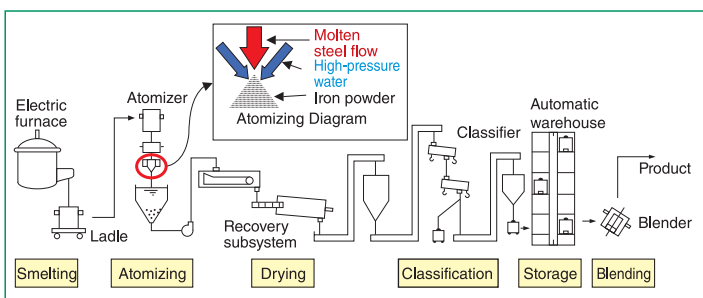 Molten
steel flow
High-pressure
water
Iron powder
Atomizing Diagram
Electric
furnace
Atomizer
Ladle
Recovery
subsystem
Classifier
Automatic
warehouse
Product
Blender
Smelting
Atomizing
Drying
Classification
Storage
Blending